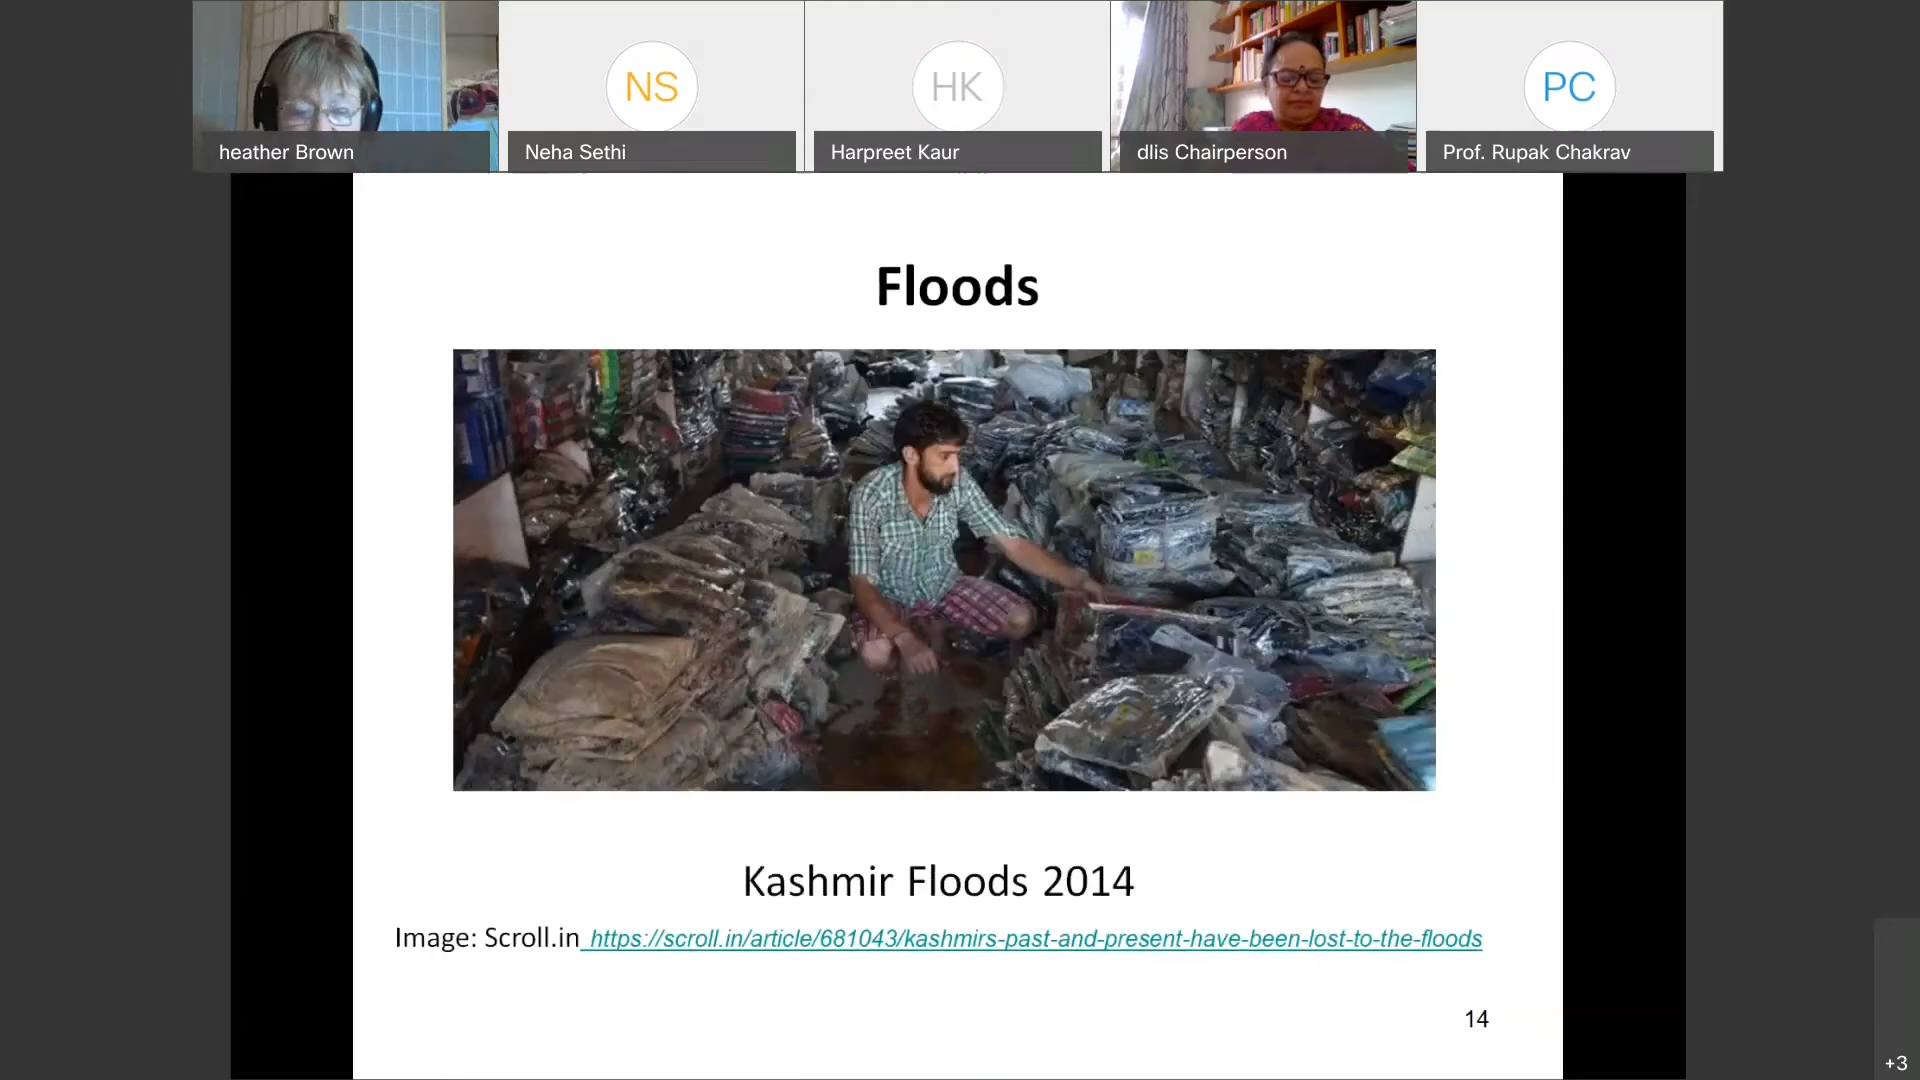 NS
HK
PC
heather Brown
Neha Sethi
Harpreet Kaur
dlis Chairperson
Prof. Rupak Chakrav
Floods
Kashmir Floods 2014
Image: Scroll.in https://scroll.in/article/681043/kashmirs-past-and-present-have-been-lost-to-the-floods
14
+3